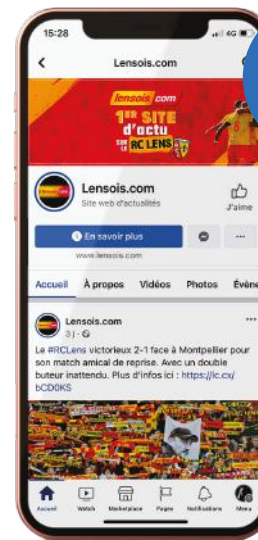 15:28
4G
Lensois.com
lensois com
1ER SITE
d'actu
SUR LE RC LENS
Lensois.com
Site web d'actualités
J'aime
En savoir plus
www.lensois.com
Accueil À propos Vidéos Photos Évène
Lensois.com
3 j
Le #RCLens victorieux 2-1 face à Montpellier pour
son match amical de reprise. Avec un double
buteur inattendu. Plus d'infos ici : https://lc.cx/
bCD0KS
Accueil Watch Marketplace Pages Notifications Menu